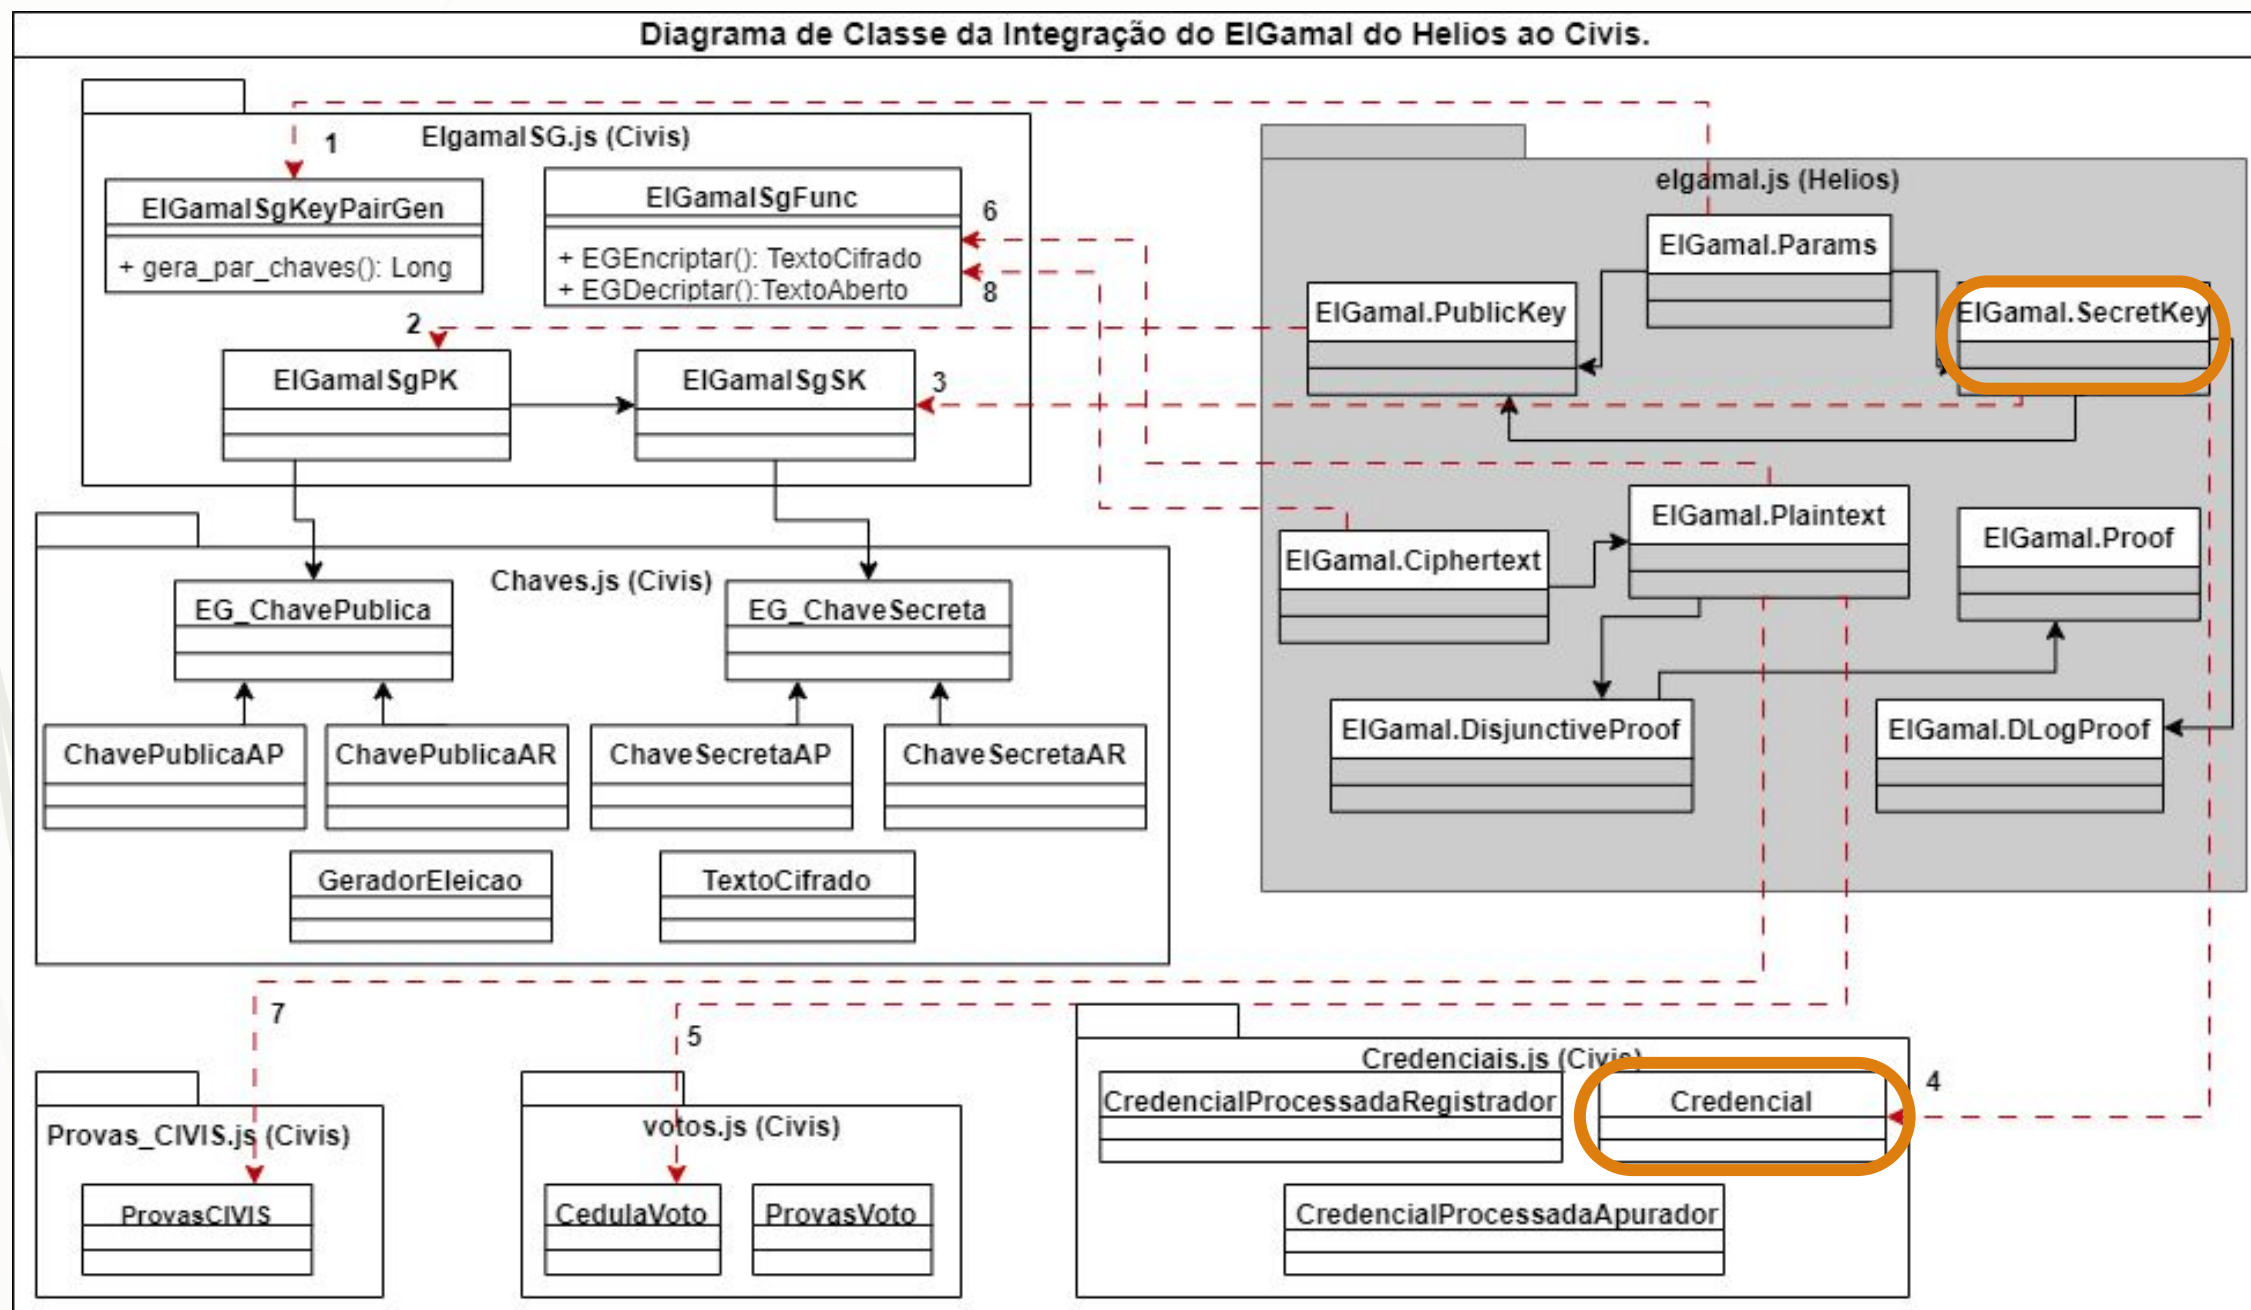 Diagrama de Classe da Integração do ElGamal do Helios ao Civis.
ElgamalSG.js (Civis)
1
ElGamalSgKeyPairGen
+ gera_par_chaves(): Long
ElGamalSgFunc
+ EGEncriptar(): TextoCifrado
+ EGDecriptar():TextoAberto
6
8
2
ElGamalSgPK
ElGamalSgSK
3
elgamal.js (Helios)
ElGamal.Params
ElGamal.PublicKey
ElGamal.SecretKey
ElGamal.Plaintext
ElGamal.Ciphertext
ElGamal.Proof
ElGamal.DisjunctiveProof
ElGamal.DLogProof
Chaves.js (Civis)
EG_ChavePublica
EG_ChaveSecreta
ChavePublicaAP
ChavePublicaAR
ChaveSecretaAP
ChaveSecretaAR
GeradorEleicao
TextoCifrado
7
5
4
Provas_CIVIS.js (Civis)
ProvasCIVIS
votos.js (Civis)
CedulaVoto
ProvasVoto
Credenciais.js (Civis)
CredencialProcessadaRegistrador
Credencial
CredencialProcessadaApurador